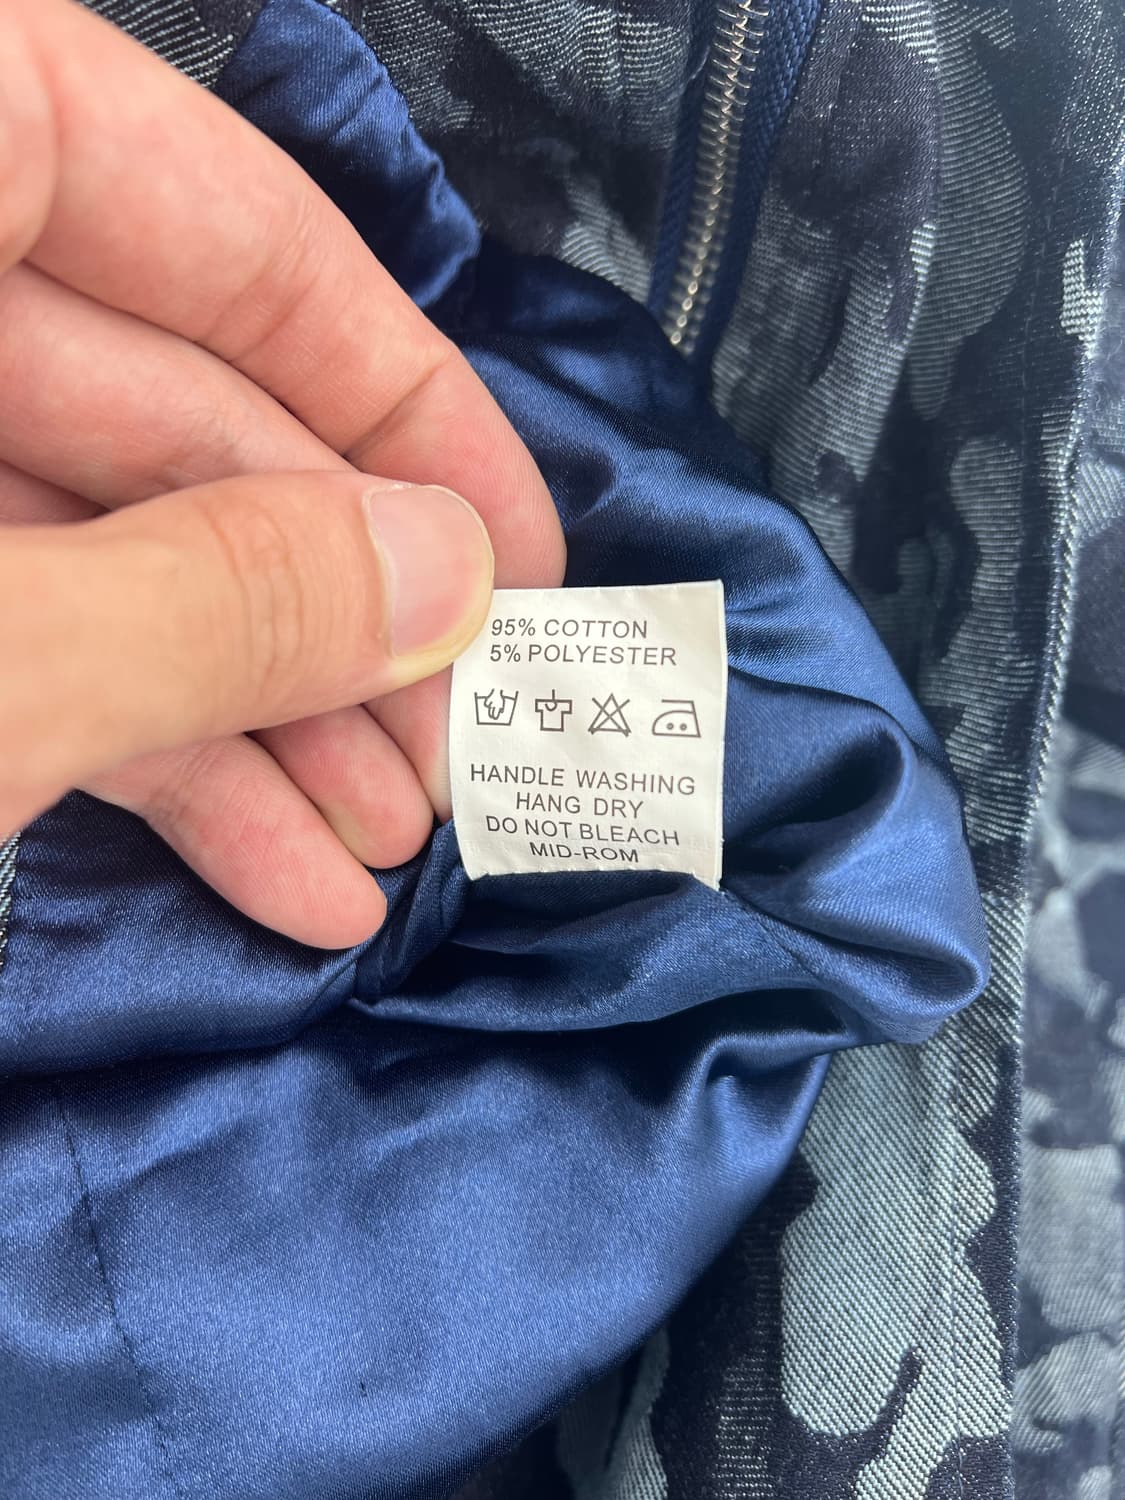 95% COTTON
5% POLYESTER
HANDLE WASHING
HANG DRY
DO NOT BLEACH
MID-ROM